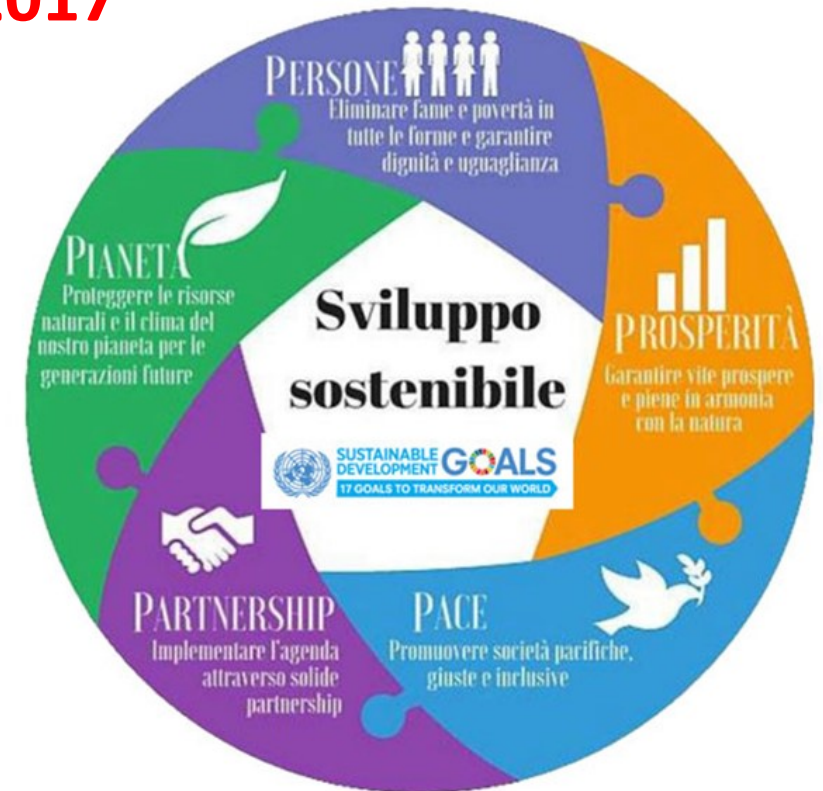 2017
PERSONE
Eliminare fame e povertà in
tutte le forme e garantire
dignità e uguaglianza
PROSPERITÀ
Garantire vite prospere
e piene in armonia
con la natura
PACE
Promuovere società pacifiche,
giuste e inclusive
PARTNERSHIP
Implementare l'agenda
attraverso solide
partnership
PIANETA
Proteggere le risorse
naturali e il clima del
nostro pianeta per le
generazioni future
Sviluppo
sostenibile
SUSTAINABLE
DEVELOPMENT GOALS
17 GOALS TO TRANSFORM OUR WORLD